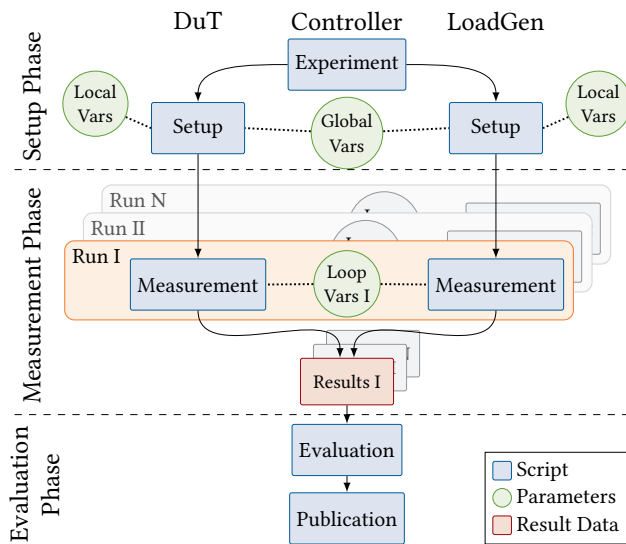 DuT
Controller
LoadGen
Setup Phase
Experiment
Local
Vars
Setup
Global
Vars
Setup
Local
Vars
Measurement Phase
Run N
Run II
Run I
Measurement
Loop
Vars I
Measurement
Results I
Evaluation
Phase
Evaluation
Publication
Script
Parameters
Result Data